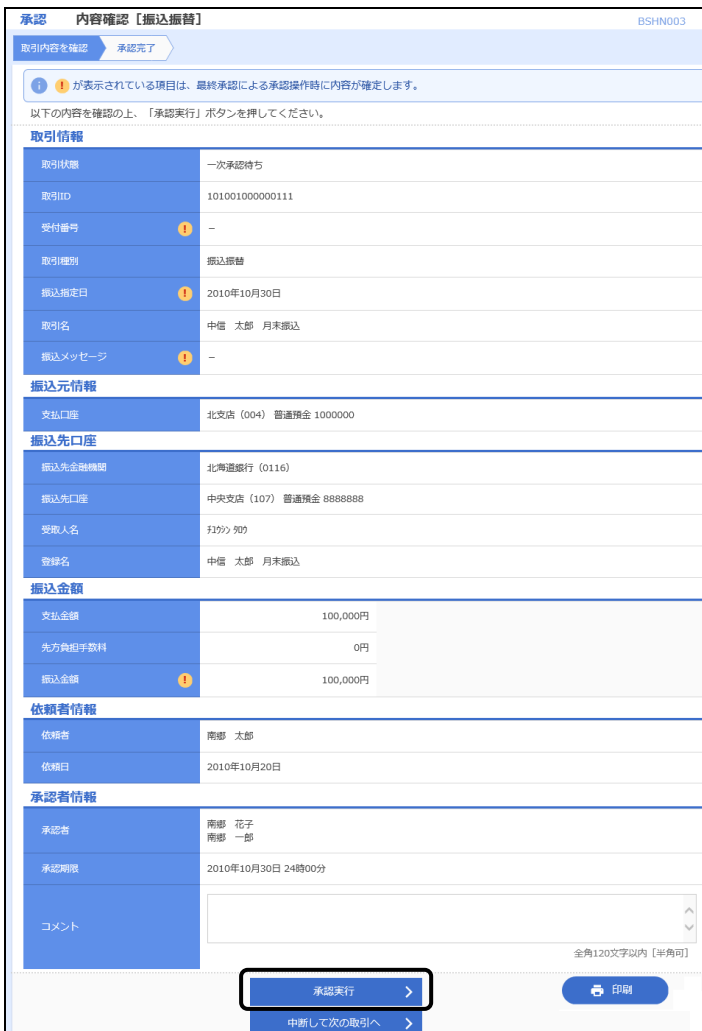 承認 内容確認［振込振替］ BSHN003
取引内容を確認 承認完了
i ! が表示されている項目は、最終承認による承認操作時に内容が確定します。
以下の内容を確認の上、「承認実行」ボタンを押してください。
取引情報
取引状態 一次承認待ち
取引ID 101001000000111
受付番号 ! －
取引種別 振込振替
振込指定日 ! 2010年10月30日
取引名 中信 太郎 月末振込
振込メッセージ ! －
振込元情報
支払口座 北支店（004） 普通預金 1000000
振込先口座
振込先金融機関 北海道銀行（0116）
振込先口座 中央支店（107） 普通預金 8888888
受取人名 ﾁﾕｳｼﾝ ﾀﾛｳ
登録名 中信 太郎 月末振込
振込金額
支払金額 100,000円
先方負担手数料 0円
振込金額 ! 100,000円
依頼者情報
依頼者 南郷 太郎
依頼日 2010年10月20日
承認者情報
承認者 南郷 花子
南郷 一郎
承認期限 2010年10月30日 24時00分
コメント
全角120文字以内［半角可］
承認実行 印刷
中断して次の取引へ